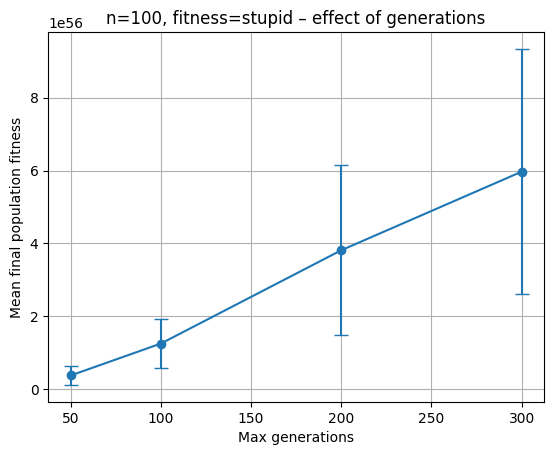 n=100, fitness=stupid – effect of generations
1e56
Mean final population fitness
8
6
4
2
0
50 100 150 200 250 300
Max generations